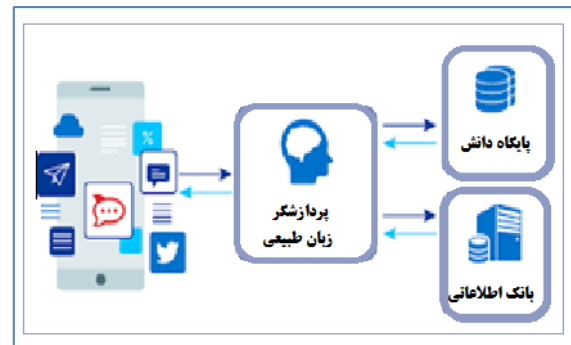 %
پایگاه دانش
پردازشگر
زبان طبیعی
بانک اطلاعاتی